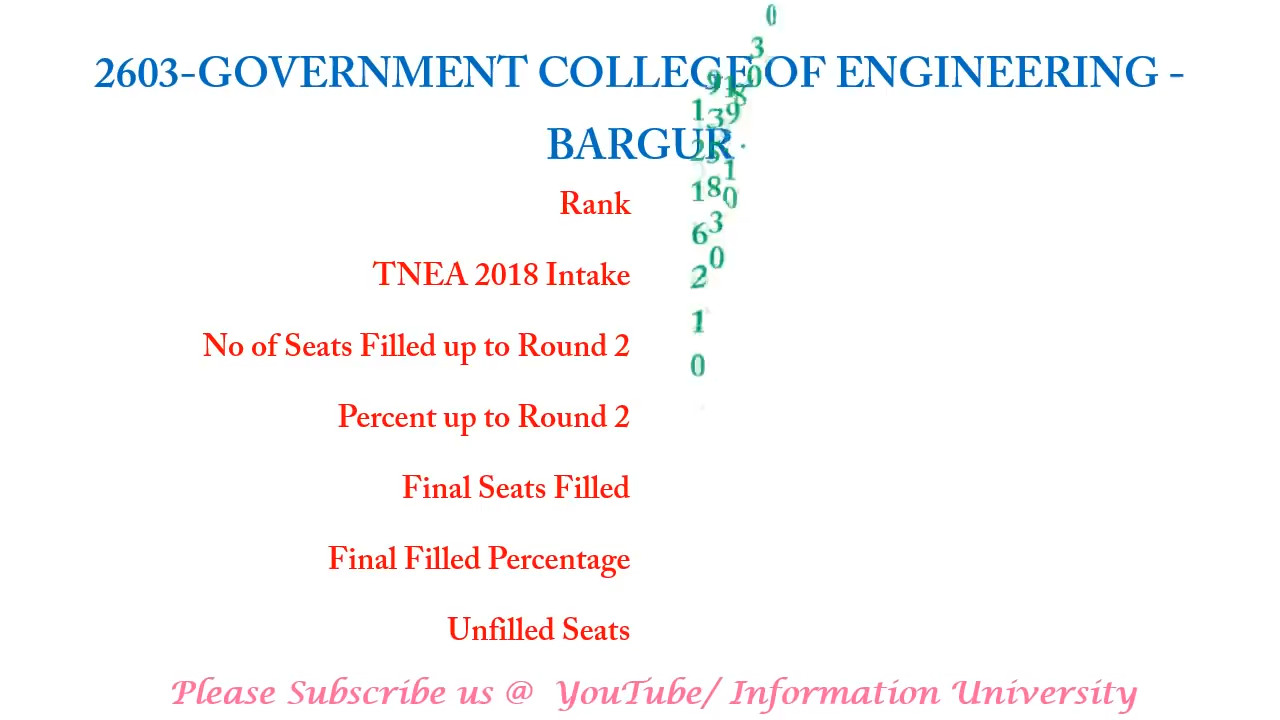 2603-GOVERNMENT COLLEGE OF ENGINEERING -
BARGUR
Rank
TNEA 2018 Intake
No of Seats Filled up to Round 2
Percent up to Round 2
Final Seats Filled
Final Filled Percentage
Unfilled Seats
Please Subscribe us @ YouTube/ Information University